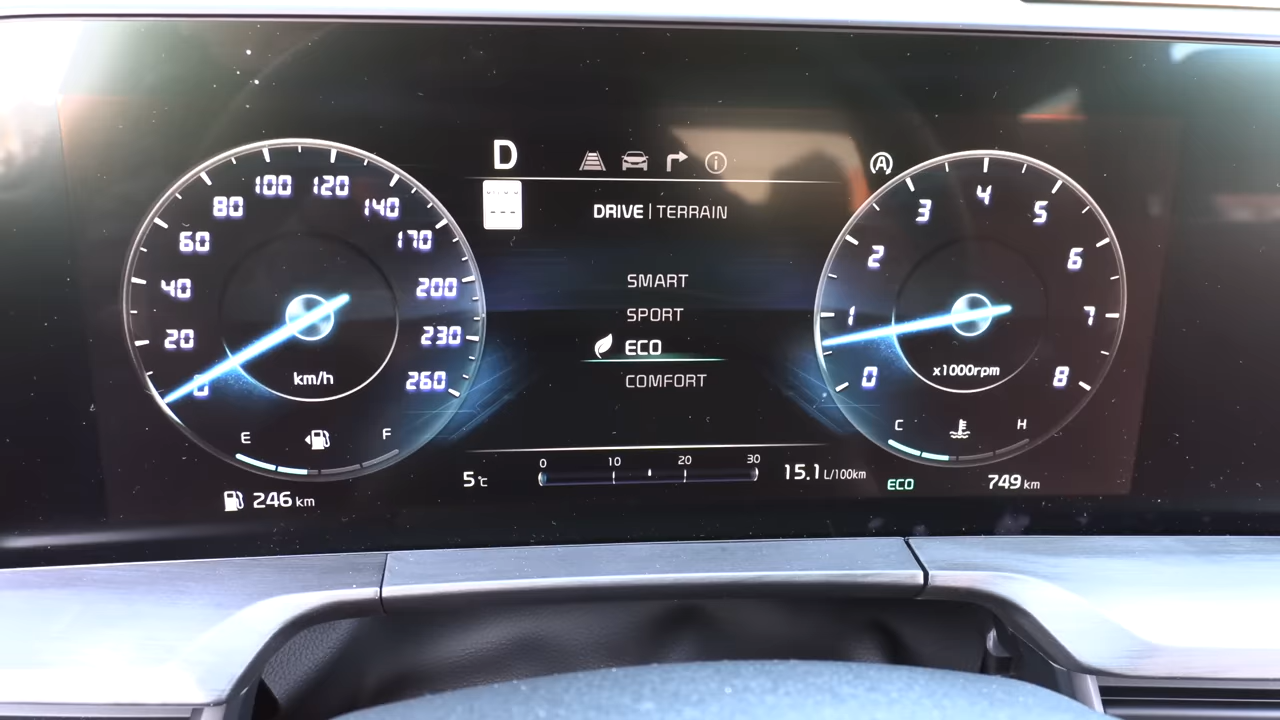 D
A
DRIVE | TERRAIN
100 120
80 140
60 170
40 200
20 230
0 260
km/h
E F
246 km
SMART
SPORT
ECO
COMFORT
5℃
0 10 20 30
15.1 L/100km
4
3 5
2 6
1 7
0 8
x1000rpm
C H
ECO
749 km